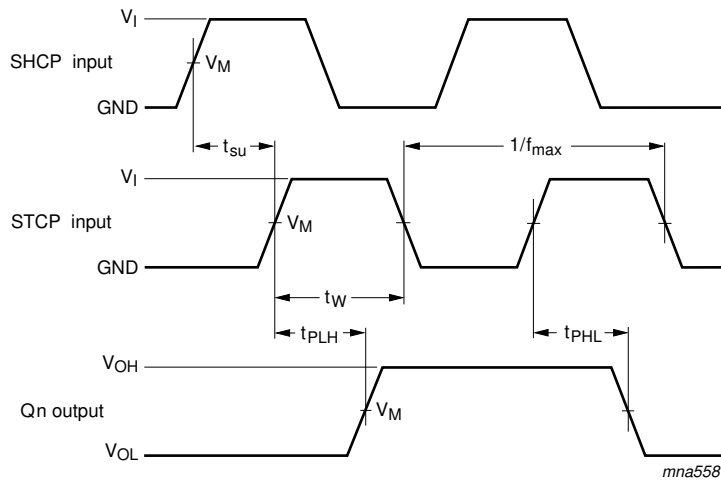 V_I
SHCP input
V_M
GND
t_su
1/f_max
V_I
STCP input
V_M
GND
t_W
t_PLH
t_PHL
V_OH
Qn output
V_M
V_OL
mna558